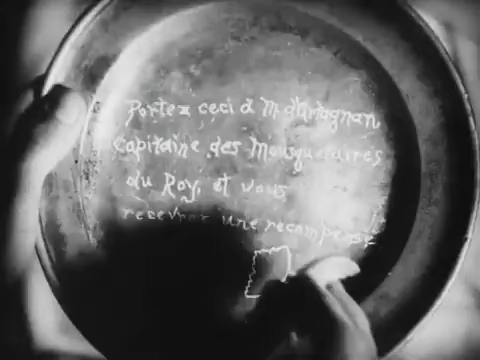 Portez ceci à M. d'Artagnan
Capitaine des Mousquetaires
du Roy, et vous
recevrez une recompense